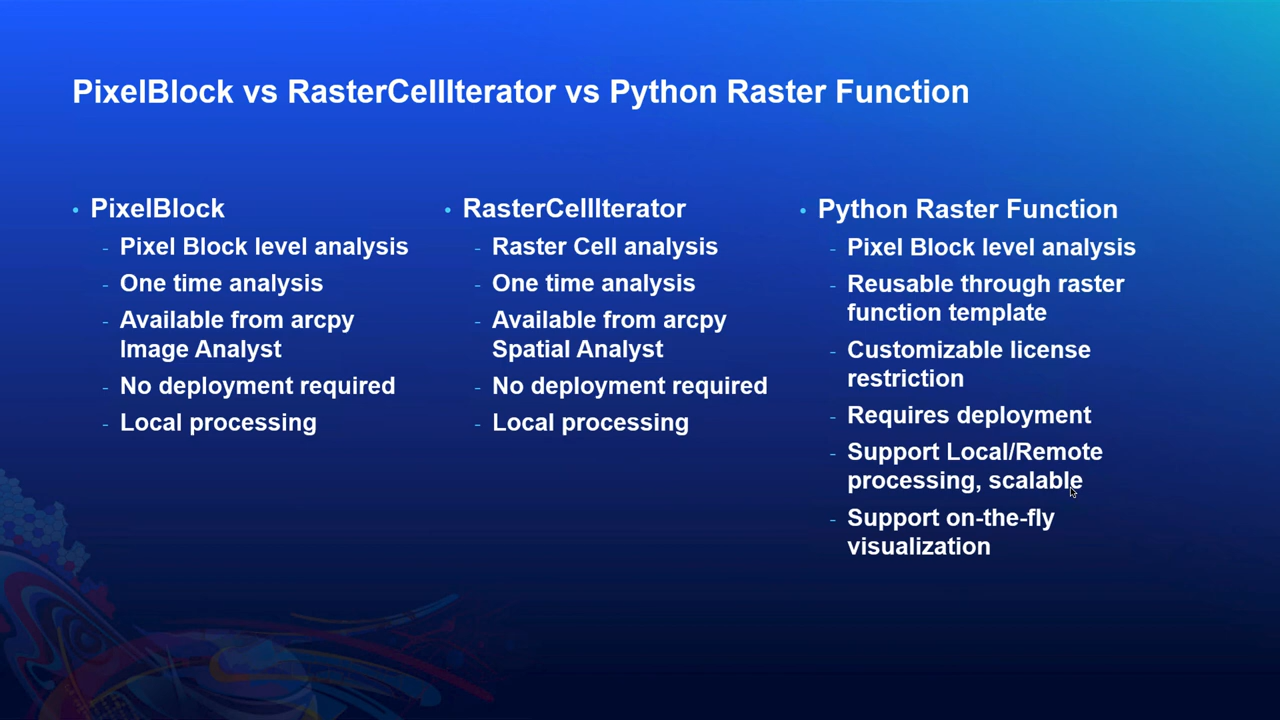 PixelBlock vs RasterCellIterator vs Python Raster Function
• PixelBlock
- Pixel Block level analysis
- One time analysis
- Available from arcpy
Image Analyst
- No deployment required
- Local processing
• RasterCellIterator
- Raster Cell analysis
- One time analysis
- Available from arcpy
Spatial Analyst
- No deployment required
- Local processing
• Python Raster Function
- Pixel Block level analysis
- Reusable through raster
function template
- Customizable license
restriction
- Requires deployment
- Support Local/Remote
processing, scalable
- Support on-the-fly
visualization